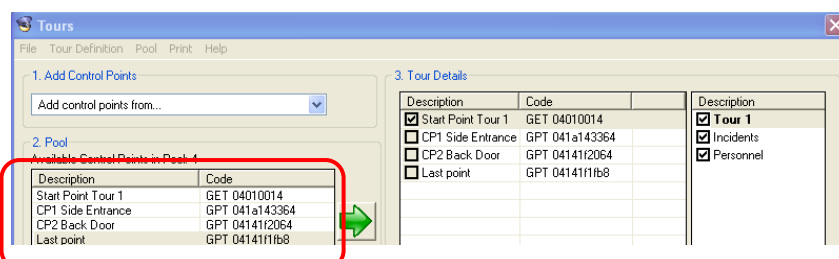 Tours
File Tour Definition Pool Print Help
1. Add Control Points
Add control points from...
2. Pool
Available Control Points in Pool: 4
Description Code
Start Point Tour 1 GET 04010014
CP1 Side Entrance GPT 041a143364
CP2 Back Door GPT 04141f2064
Last point GPT 04141f1fb8
3. Tour Details
Description Code
Start Point Tour 1 GET 04010014
CP1 Side Entrance GPT 041a143364
CP2 Back Door GPT 04141f2064
Last point GPT 04141f1fb8
Description
Tour 1
Incidents
Personnel